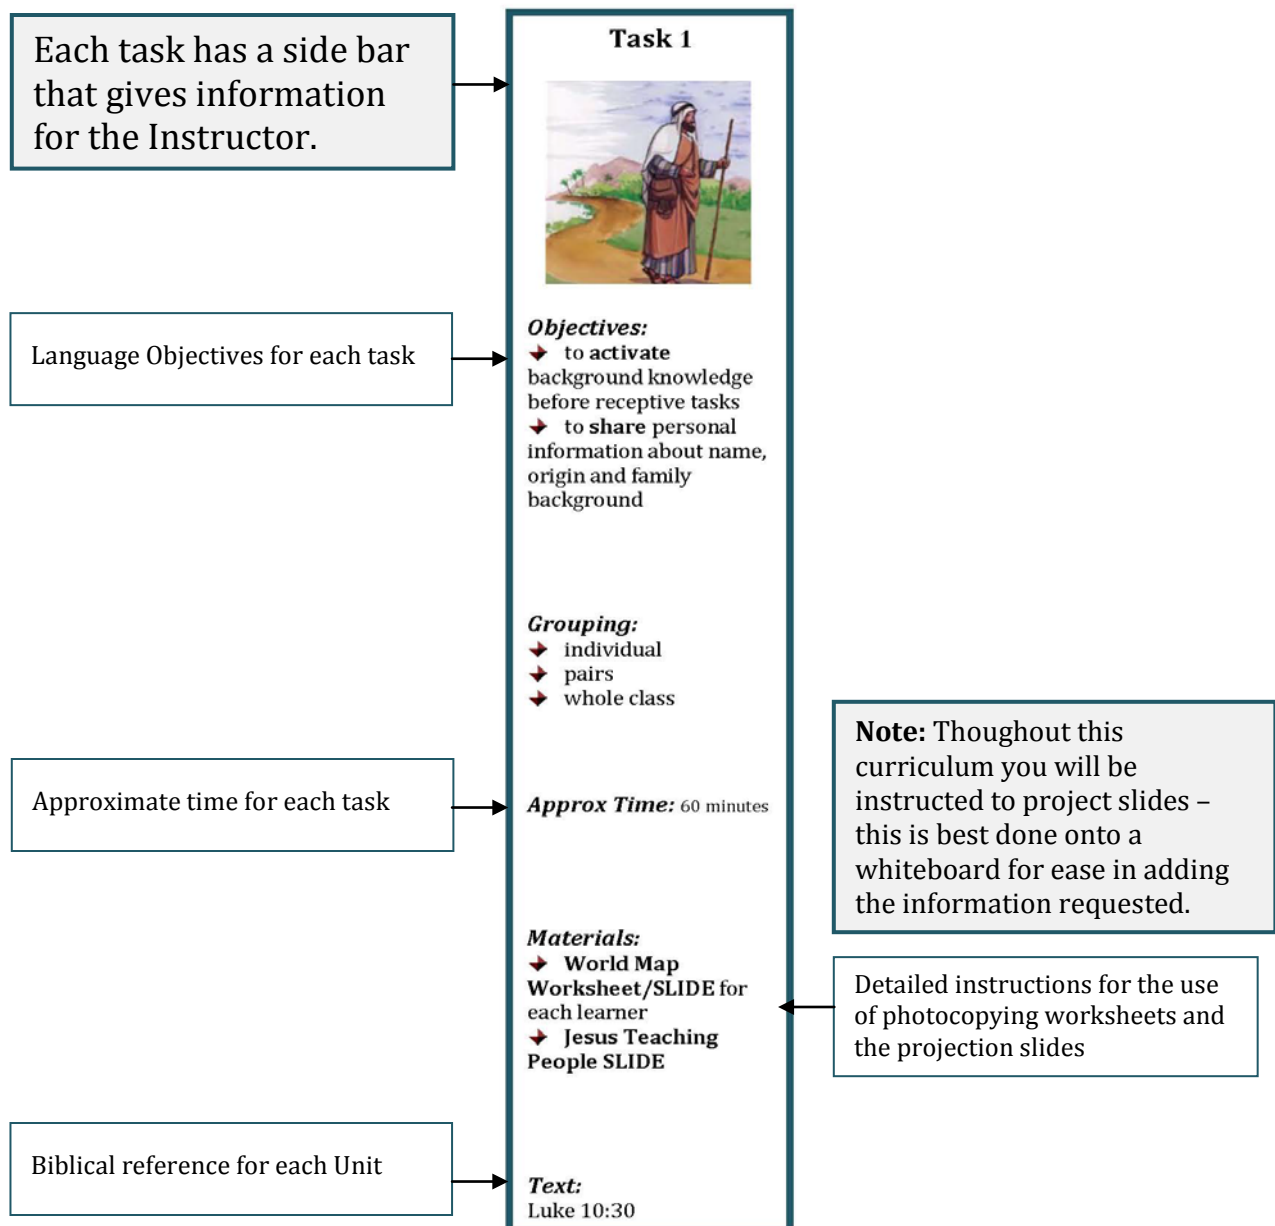 Each task has a side bar
that gives information
for the Instructor.
Task 1
Language Objectives for each task
Objectives:
to activate
background knowledge
before receptive tasks
to share personal
information about name,
origin and family
background
Grouping:
individual
pairs
whole class
Approximate time for each task
Approx Time: 60 minutes
Note: Thoughout this
curriculum you will be
instructed to project slides –
this is best done onto a
whiteboard for ease in adding
the information requested.
Materials:
World Map
Worksheet/SLIDE for
each learner
Jesus Teaching
People SLIDE
Detailed instructions for the use
of photocopying worksheets and
the projection slides
Biblical reference for each Unit
Text:
Luke 10:30